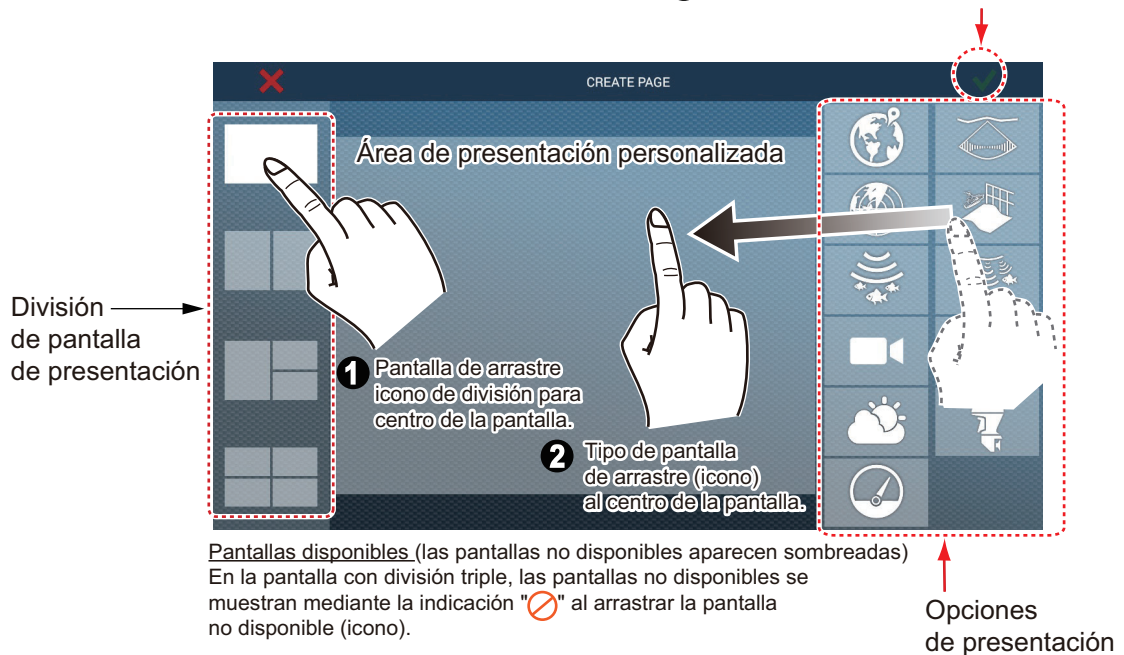 CREATE PAGE
Área de presentación personalizada
División
de pantalla
de presentación
1 Pantalla de arrastre
icono de división para
centro de la pantalla.
2 Tipo de pantalla
de arrastre (icono)
al centro de la pantalla.
Pantallas disponibles (las pantallas no disponibles aparecen sombreadas)
En la pantalla con división triple, las pantallas no disponibles se
muestran mediante la indicación "" al arrastrar la pantalla
no disponible (icono).
Opciones
de presentación